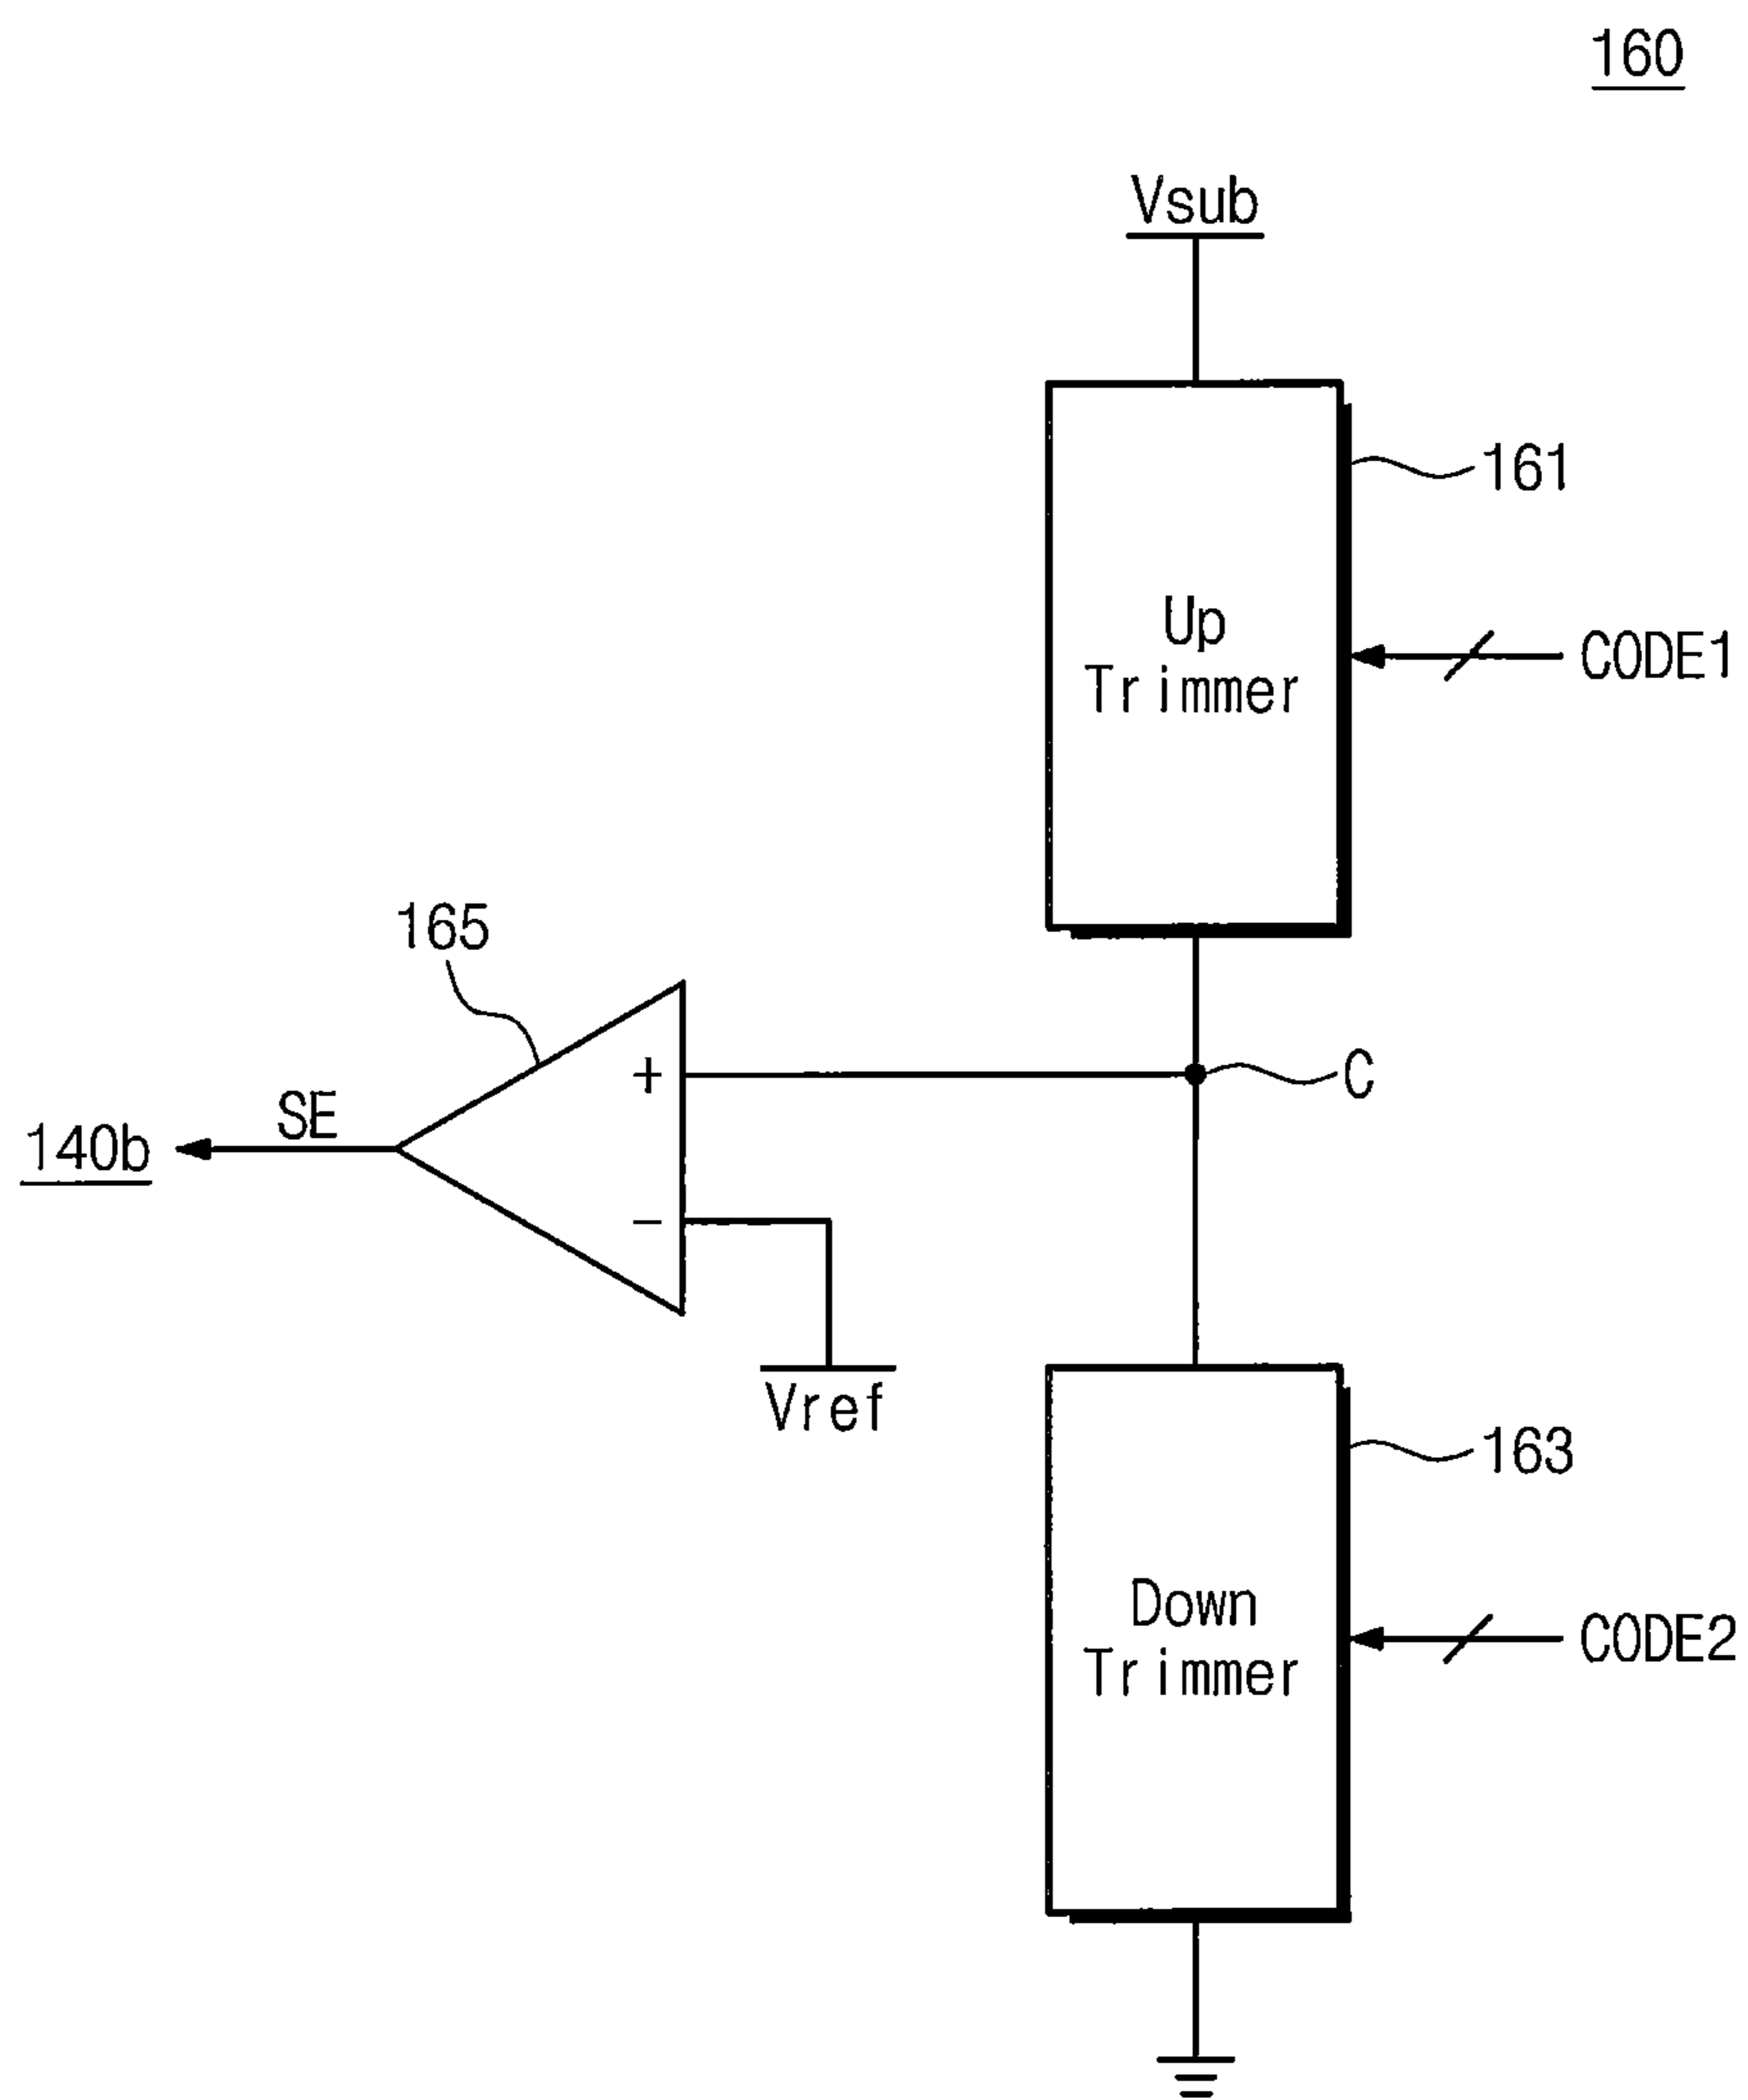 160
Vsub
161
Up
Trimmer
CODE1
165
+
C
SE
140b
-
Vref
163
Down
Trimmer
CODE2